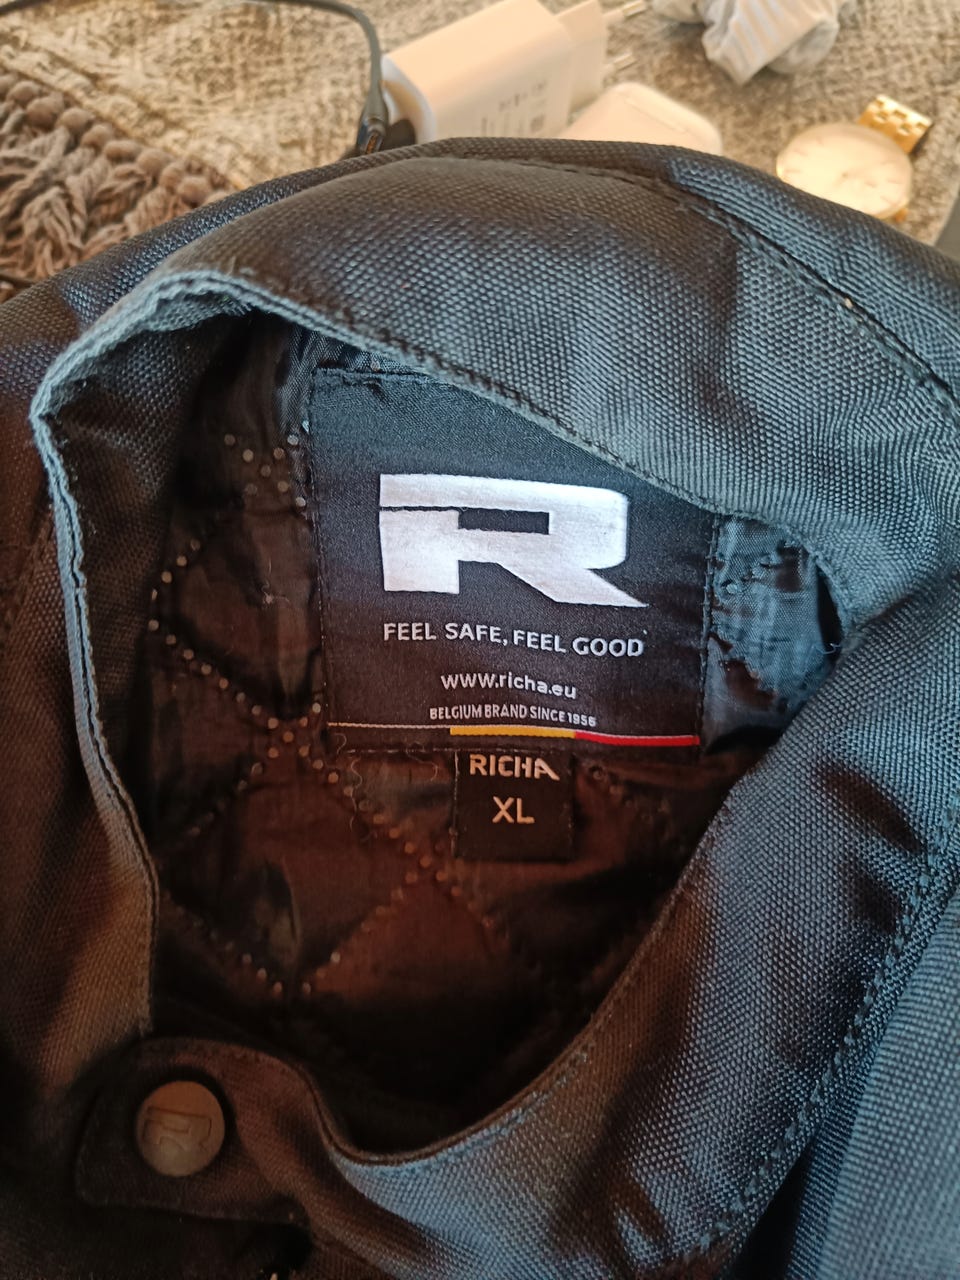 R
FEEL SAFE, FEEL GOOD
www.richa.eu
BELGIUM BRAND SINCE 1956
RICHA
XL